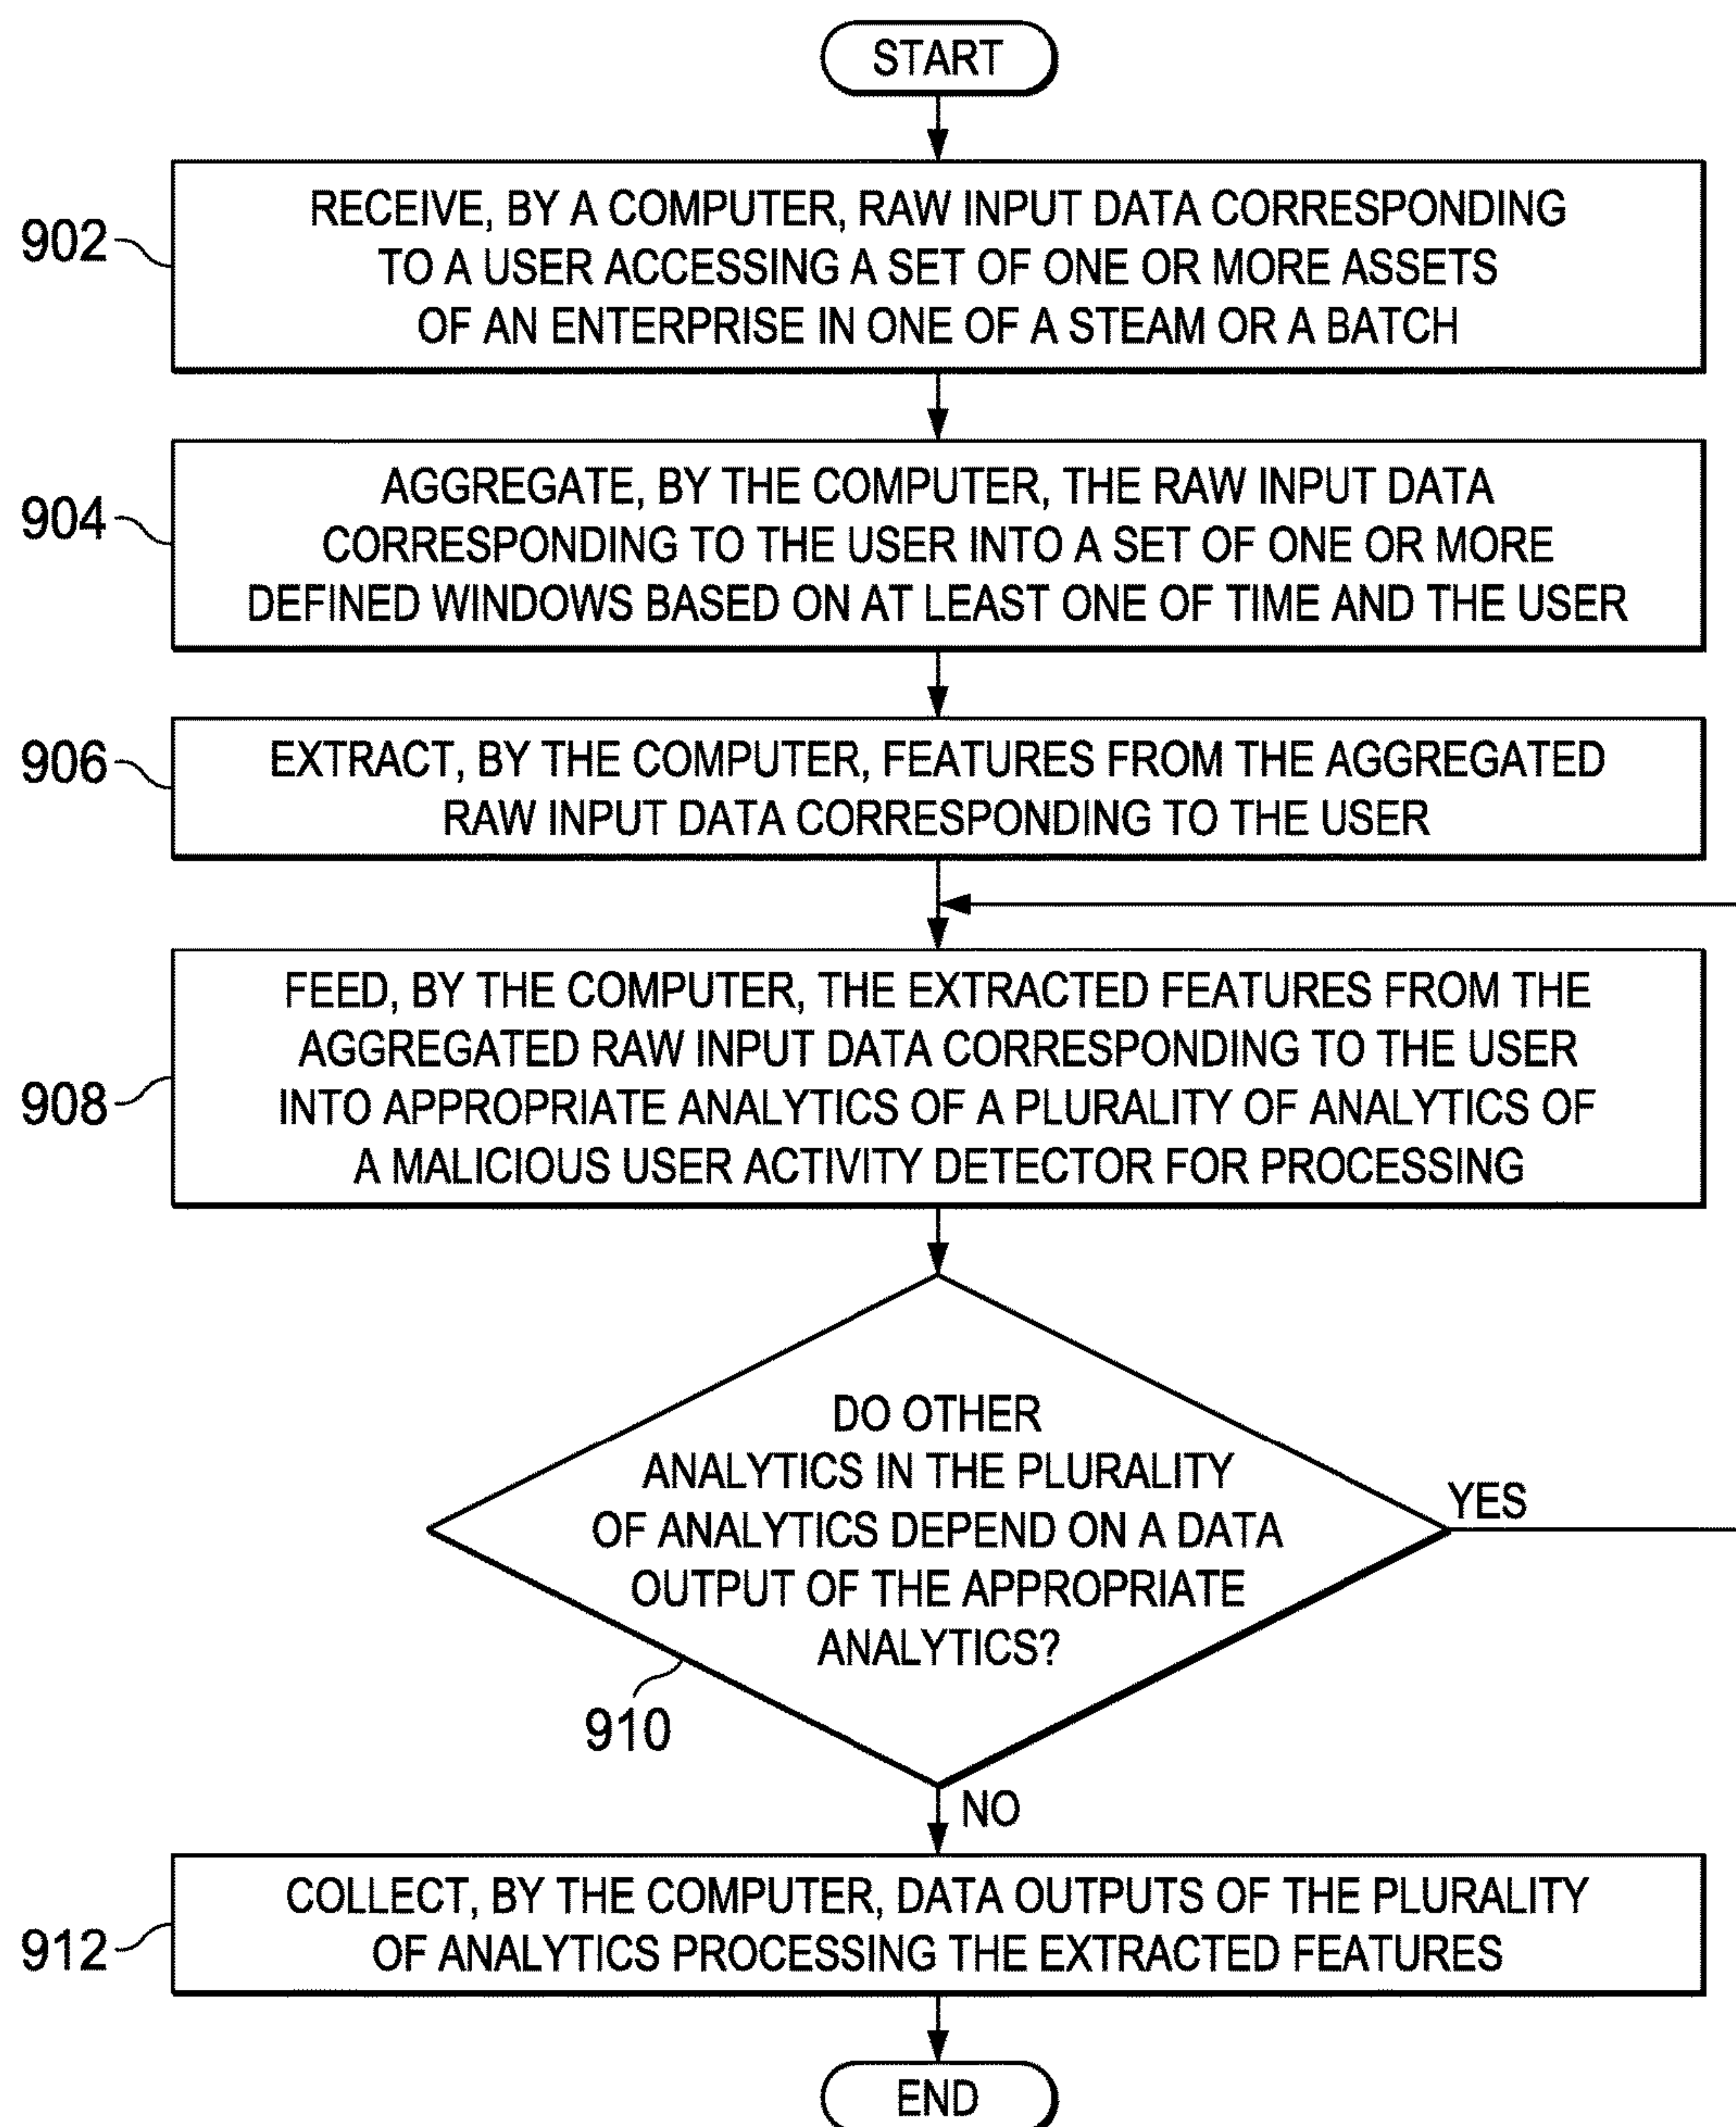 START
902
RECEIVE, BY A COMPUTER, RAW INPUT DATA CORRESPONDING
TO A USER ACCESSING A SET OF ONE OR MORE ASSETS
OF AN ENTERPRISE IN ONE OF A STEAM OR A BATCH
904
AGGREGATE, BY THE COMPUTER, THE RAW INPUT DATA
CORRESPONDING TO THE USER INTO A SET OF ONE OR MORE
DEFINED WINDOWS BASED ON AT LEAST ONE OF TIME AND THE USER
906
EXTRACT, BY THE COMPUTER, FEATURES FROM THE AGGREGATED
RAW INPUT DATA CORRESPONDING TO THE USER
908
FEED, BY THE COMPUTER, THE EXTRACTED FEATURES FROM THE
AGGREGATED RAW INPUT DATA CORRESPONDING TO THE USER
INTO APPROPRIATE ANALYTICS OF A PLURALITY OF ANALYTICS OF
A MALICIOUS USER ACTIVITY DETECTOR FOR PROCESSING
DO OTHER
ANALYTICS IN THE PLURALITY
OF ANALYTICS DEPEND ON A DATA
OUTPUT OF THE APPROPRIATE
ANALYTICS?
YES
910
NO
912
COLLECT, BY THE COMPUTER, DATA OUTPUTS OF THE PLURALITY
OF ANALYTICS PROCESSING THE EXTRACTED FEATURES
END